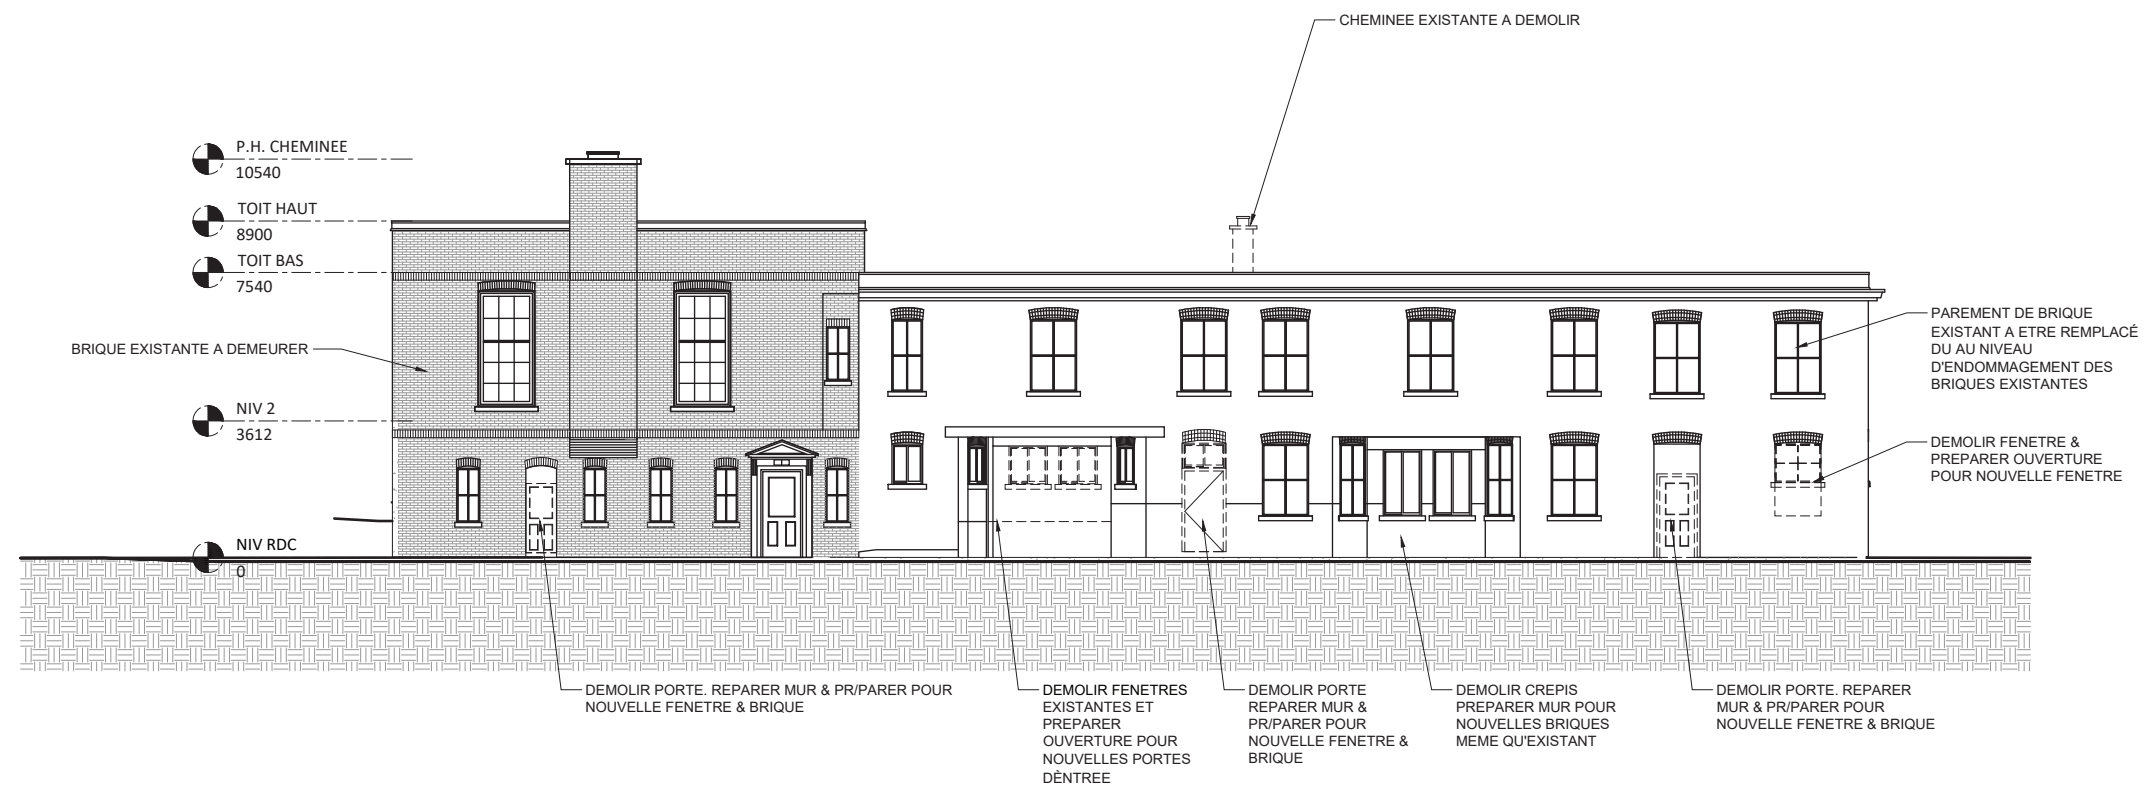 CHEMINEE EXISTANTE A DEMOLIR
P.H. CHEMINEE
10540
TOIT HAUT
8900
TOIT BAS
7540
BRIQUE EXISTANTE A DEMEURER
NIV 2
3612
NIV RDC
0
PAREMENT DE BRIQUE
EXISTANT A ETRE REMPLACÉ
DU AU NIVEAU
D'ENDOMMAGEMENT DES
BRIQUES EXISTANTES
DEMOLIR FENETRE &
PREPARER OUVERTURE
POUR NOUVELLE FENETRE
DEMOLIR PORTE. REPARER MUR & PR/PARER POUR
NOUVELLE FENETRE & BRIQUE
DEMOLIR FENETRES
EXISTANTES ET
PREPARER
OUVERTURE POUR
NOUVELLES PORTES
DÈNTREE
DEMOLIR PORTE
REPARER MUR &
PR/PARER POUR
NOUVELLE FENETRE &
BRIQUE
DEMOLIR CREPIS
PREPARER MUR POUR
NOUVELLES BRIQUES
MEME QU'EXISTANT
DEMOLIR PORTE. REPARER
MUR & PR/PARER POUR
NOUVELLE FENETRE & BRIQUE